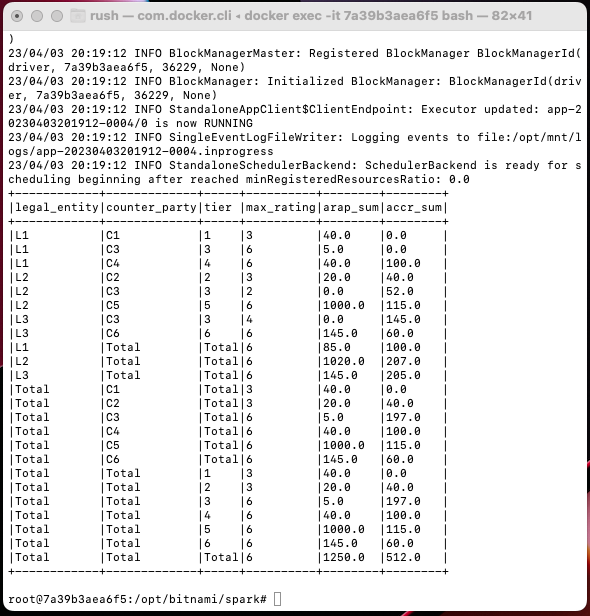 rush — com.docker.cli ◂ docker exec -it 7a39b3aea6f5 bash — 82×41
)
23/04/03 20:19:12 INFO BlockManagerMaster: Registered BlockManager BlockManagerId(
driver, 7a39b3aea6f5, 36229, None)
23/04/03 20:19:12 INFO BlockManager: Initialized BlockManager: BlockManagerId(driv
er, 7a39b3aea6f5, 36229, None)
23/04/03 20:19:12 INFO StandaloneAppClient$ClientEndpoint: Executor updated: app-2
0230403201912-0004/0 is now RUNNING
23/04/03 20:19:12 INFO SingleEventLogFileWriter: Logging events to file:/opt/mnt/l
ogs/app-20230403201912-0004.inprogress
23/04/03 20:19:12 INFO StandaloneSchedulerBackend: SchedulerBackend is ready for s
cheduling beginning after reached minRegisteredResourcesRatio: 0.0
+------------+-------------+-----+----------+--------+--------+
|legal_entity|counter_party|tier |max_rating|arap_sum|accr_sum|
+------------+-------------+-----+----------+--------+--------+
|L1          |C1           |1    |3         |40.0    |0.0     |
|L1          |C3           |3    |6         |5.0     |0.0     |
|L1          |C4           |4    |6         |40.0    |100.0   |
|L2          |C2           |2    |3         |20.0    |40.0    |
|L2          |C3           |3    |2         |0.0     |52.0    |
|L2          |C5           |5    |6         |1000.0  |115.0   |
|L3          |C3           |3    |4         |0.0     |145.0   |
|L3          |C6           |6    |6         |145.0   |60.0    |
|L1          |Total        |Total|6         |85.0    |100.0   |
|L2          |Total        |Total|6         |1020.0  |207.0   |
|L3          |Total        |Total|6         |145.0   |205.0   |
|Total       |C1           |Total|3         |40.0    |0.0     |
|Total       |C2           |Total|3         |20.0    |40.0    |
|Total       |C3           |Total|6         |5.0     |197.0   |
|Total       |C4           |Total|6         |40.0    |100.0   |
|Total       |C5           |Total|6         |1000.0  |115.0   |
|Total       |C6           |Total|6         |145.0   |60.0    |
|Total       |Total        |1    |3         |40.0    |0.0     |
|Total       |Total        |2    |3         |20.0    |40.0    |
|Total       |Total        |3    |6         |5.0     |197.0   |
|Total       |Total        |4    |6         |40.0    |100.0   |
|Total       |Total        |5    |6         |1000.0  |115.0   |
|Total       |Total        |6    |6         |145.0   |60.0    |
|Total       |Total        |Total|6         |1250.0  |512.0   |
+------------+-------------+-----+----------+--------+--------+
root@7a39b3aea6f5:/opt/bitnami/spark#